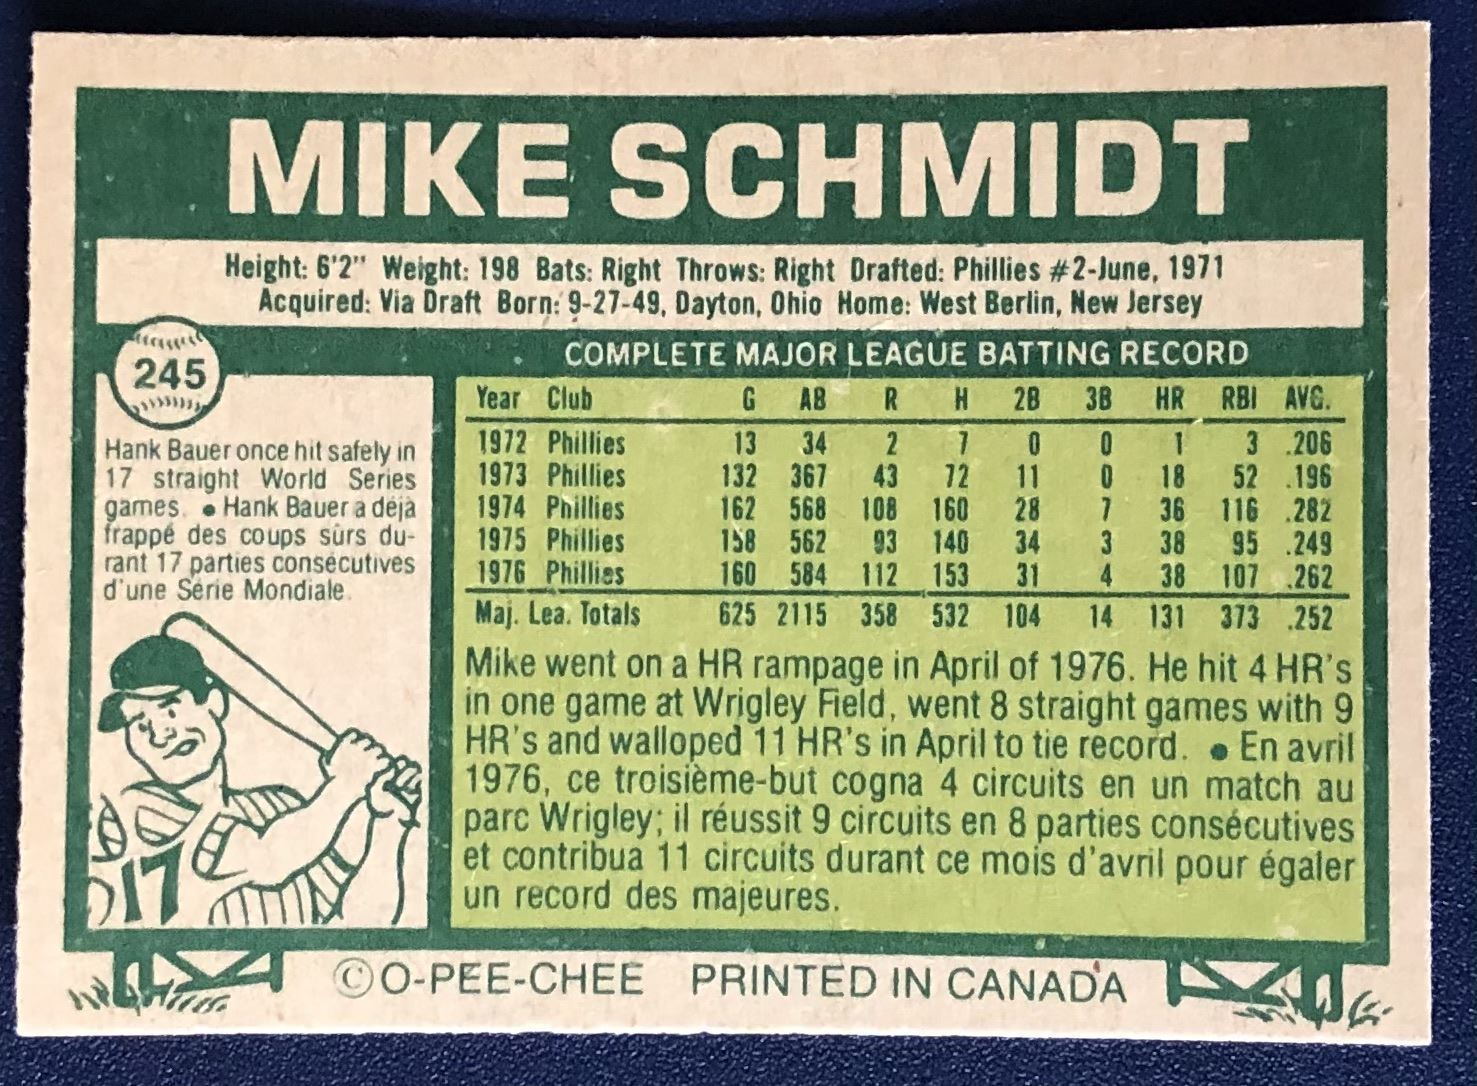 MIKE SCHMIDT
Height: 6'2" Weight: 198 Bats: Right Throws: Right Drafted: Phillies #2-June, 1971
Acquired: Via Draft Born: 9-27-49, Dayton, Ohio Home: West Berlin, New Jersey
245
Hank Bauer once hit safely in
17 straight World Series
games. • Hank Bauer a déjà
frappé des coups sûrs du-
rant 17 parties consécutives
d'une Série Mondiale.
17
COMPLETE MAJOR LEAGUE BATTING RECORD
Year Club G AB R H 2B 3B HR RBI AVG.
1972 Phillies 13 34 2 7 0 0 1 3 .206
1973 Phillies 132 367 43 72 11 0 18 52 .196
1974 Phillies 162 568 108 160 28 7 36 116 .282
1975 Phillies 158 562 93 140 34 3 38 95 .249
1976 Phillies 160 584 112 153 31 4 38 107 .262
Maj. Lea. Totals 625 2115 358 532 104 14 131 373 .252
Mike went on a HR rampage in April of 1976. He hit 4 HR's
in one game at Wrigley Field, went 8 straight games with 9
HR's and walloped 11 HR's in April to tie record. • En avril
1976, ce troisième-but cogna 4 circuits en un match au
parc Wrigley; il réussit 9 circuits en 8 parties consécutives
et contribua 11 circuits durant ce mois d'avril pour égaler
un record des majeures.
©O-PEE-CHEE PRINTED IN CANADA